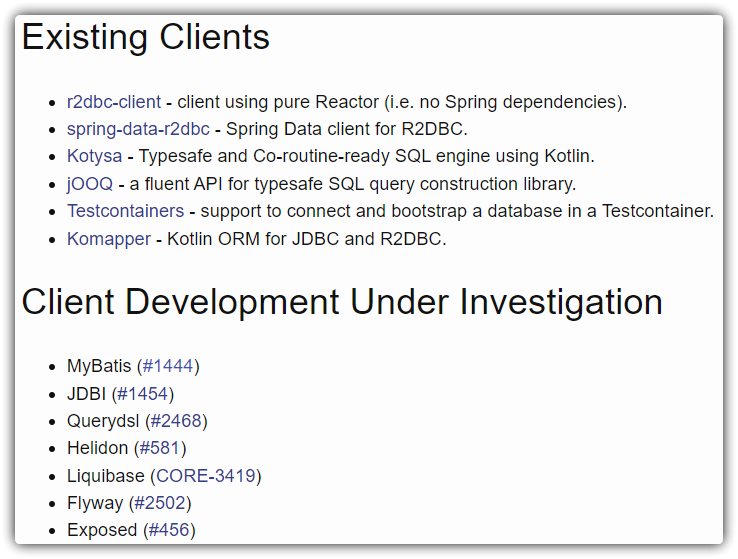 Existing Clients
r2dbc-client - client using pure Reactor (i.e. no Spring dependencies).
spring-data-r2dbc - Spring Data client for R2DBC.
Kotysa - Typesafe and Co-routine-ready SQL engine using Kotlin.
jOOQ - a fluent API for typesafe SQL query construction library.
Testcontainers - support to connect and bootstrap a database in a Testcontainer.
Komapper - Kotlin ORM for JDBC and R2DBC.
Client Development Under Investigation
MyBatis (#1444)
JDBI (#1454)
Querydsl (#2468)
Helidon (#581)
Liquibase (CORE-3419)
Flyway (#2502)
Exposed (#456)